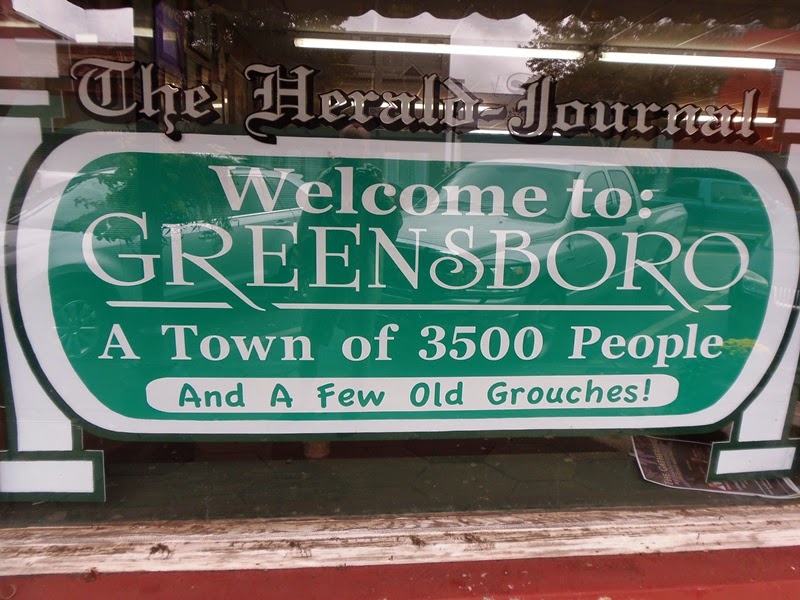 The Herald-Journal
Welcome to:
GREENSBORO
A Town of 3500 People
And A Few Old Grouches!